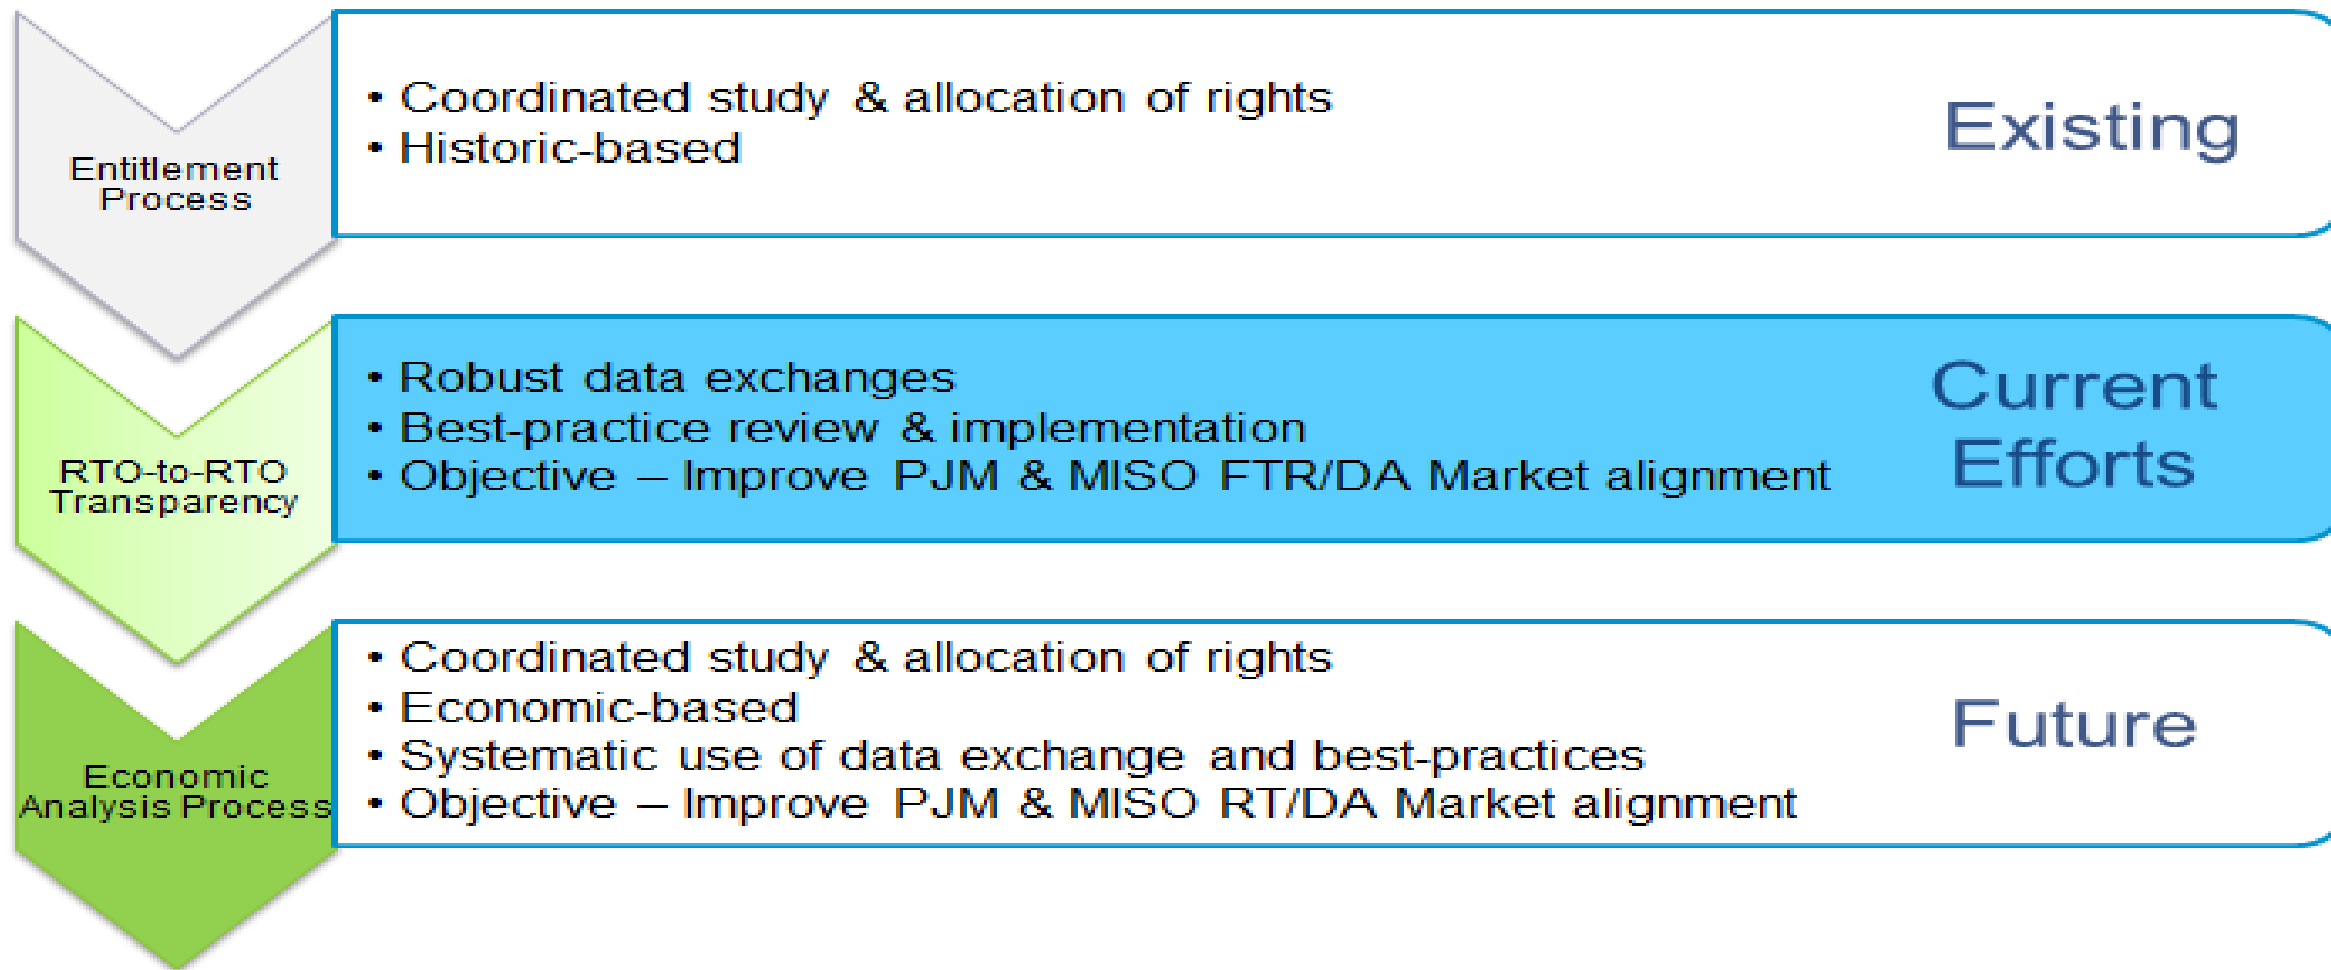 Entitlement
Process
• Coordinated study & allocation of rights
• Historic-based
Existing
RTO-to-RTO
Transparency
• Robust data exchanges
• Best-practice review & implementation
• Objective – Improve PJM & MISO FTR/DA Market alignment
Current
Efforts
Economic
Analysis Process
• Coordinated study & allocation of rights
• Economic-based
• Systematic use of data exchange and best-practices
• Objective – Improve PJM & MISO RT/DA Market alignment
Future